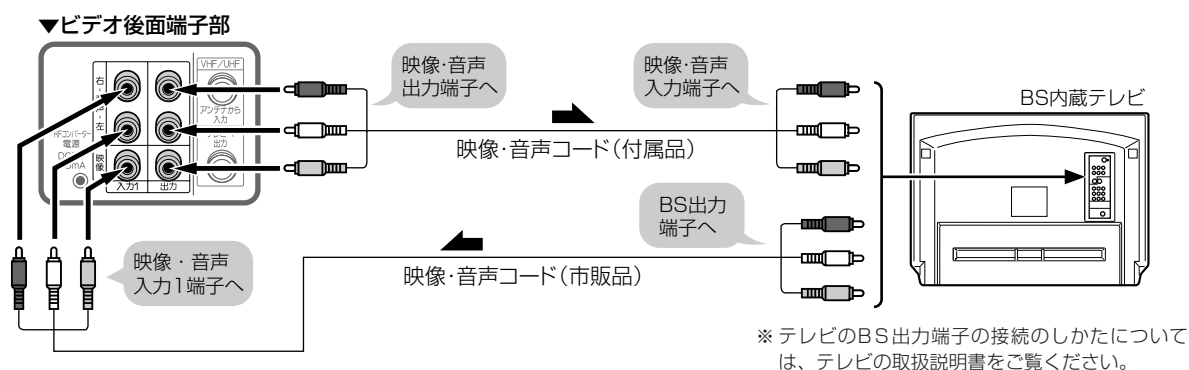 ▼ビデオ後面端子部
VHF/UHF
アンテナから
入力
出力
右
左
映像
RFコンバーター
電源
入力1
出力
映像・音声
出力端子へ
映像・音声
入力端子へ
映像・音声コード(付属品)
BS内蔵テレビ
BS出力
端子へ
映像・音声コード(市販品)
映像・音声
入力1端子へ
※ テレビのBS出力端子の接続のしかたについて
は、テレビの取扱説明書をご覧ください。